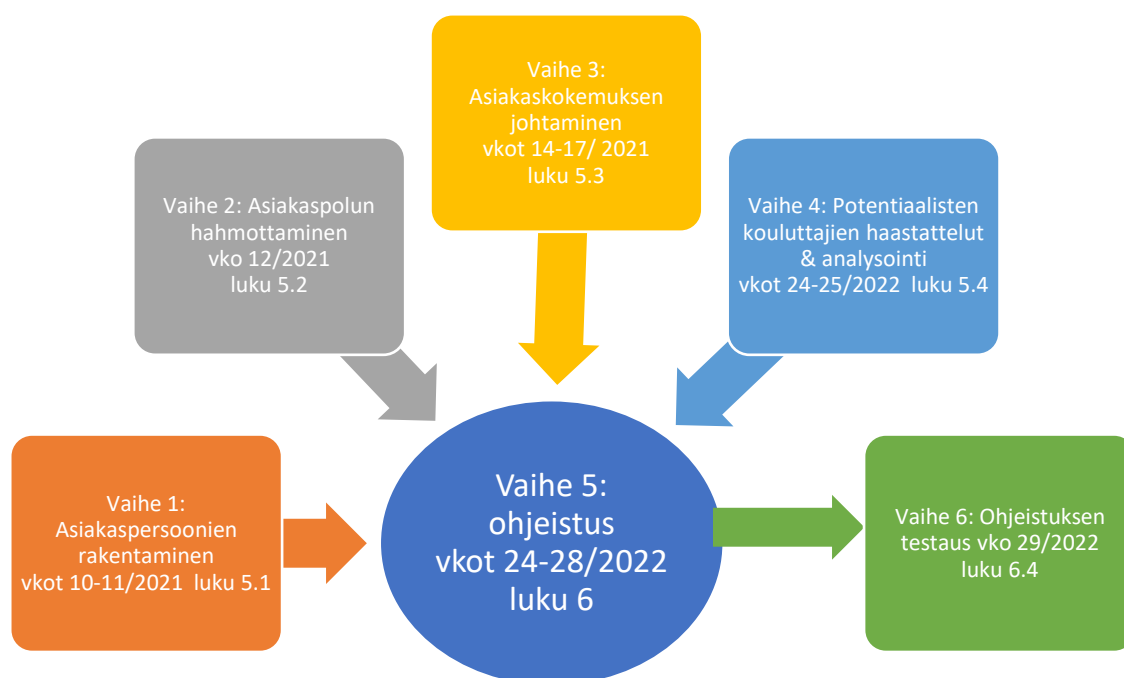 Vaihe 1:
Asiakaspersoonien
rakentaminen
vkot 10-11/2021 luku 5.1
Vaihe 2: Asiakaspolun
hahmottaminen
vko 12/2021
luku 5.2
Vaihe 3:
Asiakaskokemuksen
johtaminen
vkot 14-17/ 2021
luku 5.3
Vaihe 4: Potentiaalisten
kouluttajien haastattelut
& analysointi
vkot 24-25/2022 luku 5.4
Vaihe 5:
ohjeistus
vkot 24-28/2022
luku 6
Vaihe 6: Ohjeistuksen
testaus vko 29/2022
luku 6.4